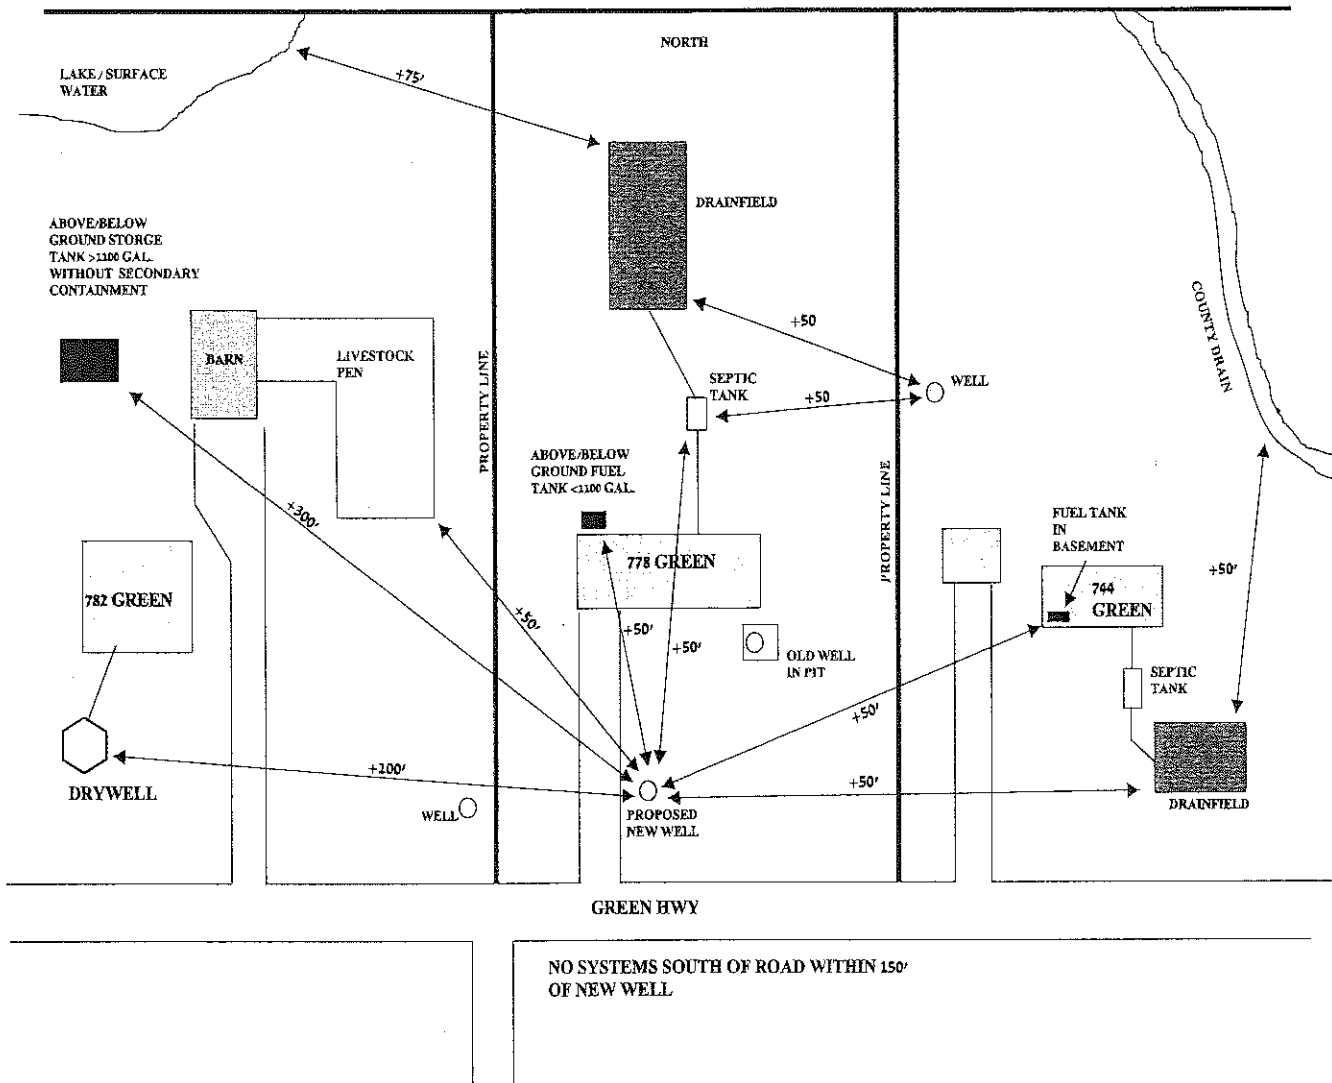 NORTH
+75'
LAKE / SURFACE
WATER
DRAINFIELD
ABOVE/BELOW
GROUND STORGE
TANK >1100 GAL.
WITHOUT SECONDARY
CONTAINMENT
COUNTY DRAIN
+50
BARN
LIVESTOCK
PEN
PROPERTY LINE
SEPTIC
TANK
WELL
+50
ABOVE/BELOW
GROUND FUEL
TANK <1100 GAL.
PROPERTY LINE
+300'
FUEL TANK
IN
BASEMENT
778 GREEN
+50'
782 GREEN
744
GREEN
+50'
+50'
+50'
OLD WELL
IN PIT
SEPTIC
TANK
+50'
+100'
+50'
DRYWELL
WELL
PROPOSED
NEW WELL
DRAINFIELD
GREEN HWY
NO SYSTEMS SOUTH OF ROAD WITHIN 150'
OF NEW WELL